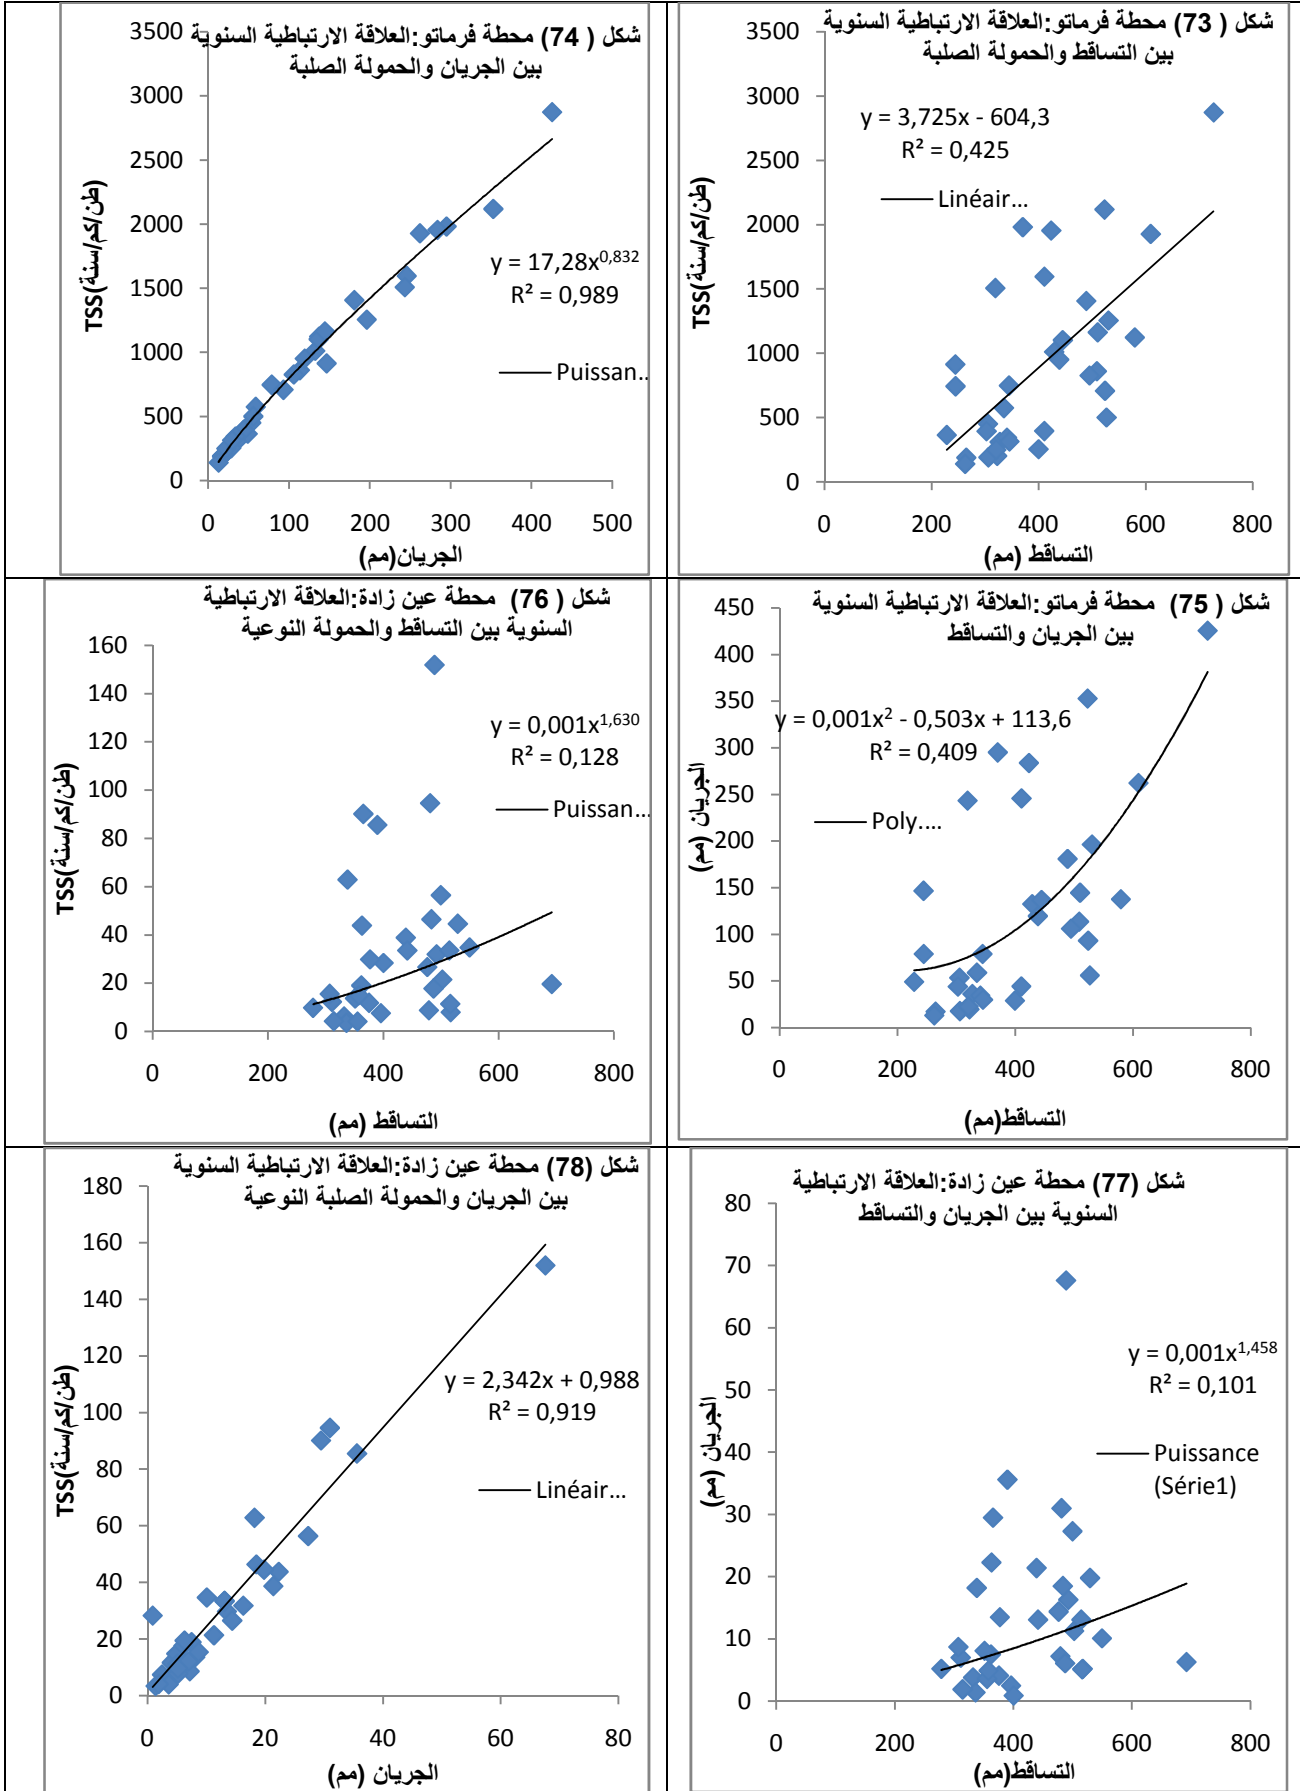 شكل ( 73) محطة فرماتو:العلاقة الارتباطية السنوية
بين التساقط والحمولة الصلبة
3500
3000
2500
2000
1500
1000
500
0
TSS(طن/كم/سنة)
y = 3,725x - 604,3
R² = 0,425
Linéair...
0 200 400 600 800
التساقط (مم)
شكل ( 74) محطة فرماتو:العلاقة الارتباطية السنوية
بين الجريان والحمولة الصلبة
3500
3000
2500
2000
1500
1000
500
0
TSS(طن/كم/سنة)
y = 17,28x^0,832
R² = 0,989
Puissan...
0 100 200 300 400 500
الجريان(مم)
شكل ( 75) محطة فرماتو:العلاقة الارتباطية السنوية
بين الجريان والتساقط
450
400
350
300
250
200
150
100
50
0
الجريان (مم)
y = 0,001x² - 0,503x + 113,6
R² = 0,409
Poly....
0 200 400 600 800
التساقط(مم)
شكل ( 76) محطة عين زادة:العلاقة الارتباطية
السنوية بين التساقط والحمولة النوعية
160
140
120
100
80
60
40
20
0
TSS(طن/كم/سنة)
y = 0,001x^1,630
R² = 0,128
Puissan...
0 200 400 600 800
التساقط (مم)
شكل (77) محطة عين زادة:العلاقة الارتباطية
السنوية بين الجريان والتساقط
80
70
60
50
40
30
20
10
0
الجريان (مم)
y = 0,001x^1,458
R² = 0,101
Puissance
(Série1)
0 200 400 600 800
التساقط(مم)
شكل (78) محطة عين زادة:العلاقة الارتباطية السنوية
بين الجريان والحمولة الصلبة النوعية
180
160
140
120
100
80
60
40
20
0
TSS(طن/كم/سنة)
y = 2,342x + 0,988
R² = 0,919
Linéair...
0 20 40 60 80
الجريان (مم)